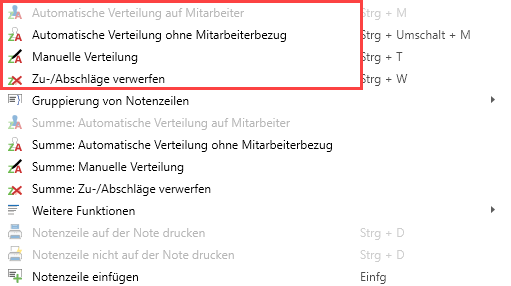 Automatische Verteilung auf Mitarbeiter Strg + M
Automatische Verteilung ohne Mitarbeiterbezug Strg + Umschalt + M
Manuelle Verteilung Strg + T
Zu-/Abschläge verwerfen Strg + W
Gruppierung von Notenzeilen
Summe: Automatische Verteilung auf Mitarbeiter
Summe: Automatische Verteilung ohne Mitarbeiterbezug
Summe: Manuelle Verteilung
Summe: Zu-/Abschläge verwerfen
Weitere Funktionen
Notenzeile auf der Note drucken Strg + D
Notenzeile nicht auf der Note drucken Strg + D
Notenzeile einfügen Einfg